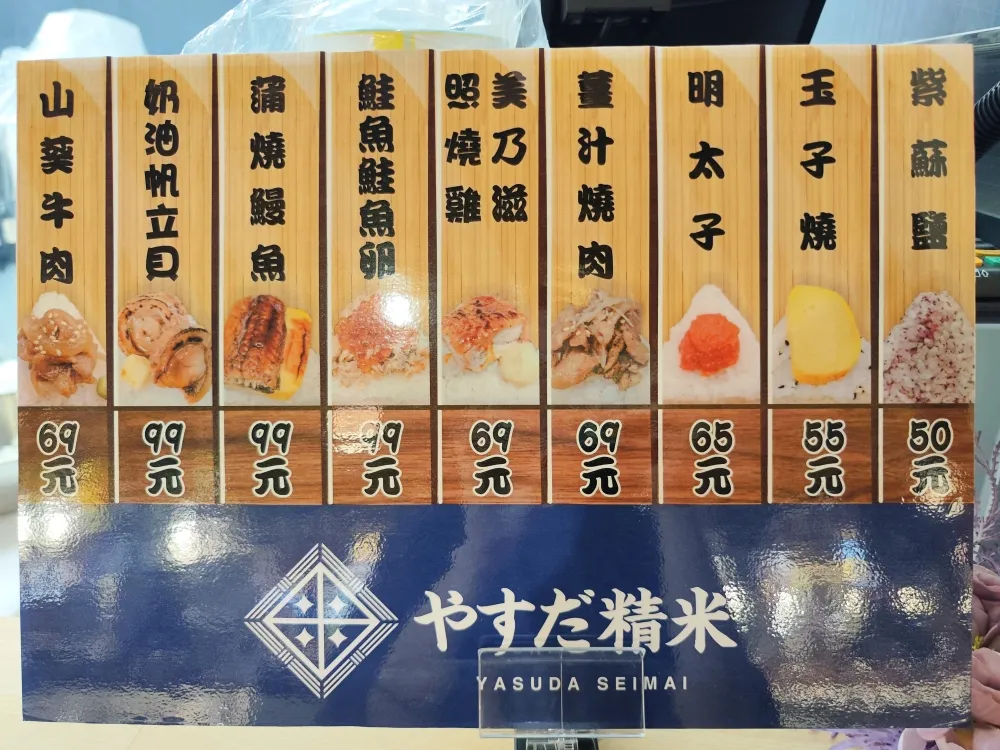 紫蘇鹽
50元
玉子燒
55元
明太子
65元
薑汁燒肉
69元
美乃滋
照燒雞
69元
鮭魚鮭魚卵
99元
蒲燒鰻魚
99元
奶油帆立貝
99元
山葵牛肉
69元
やすだ精米
YASUDA SEIMAI